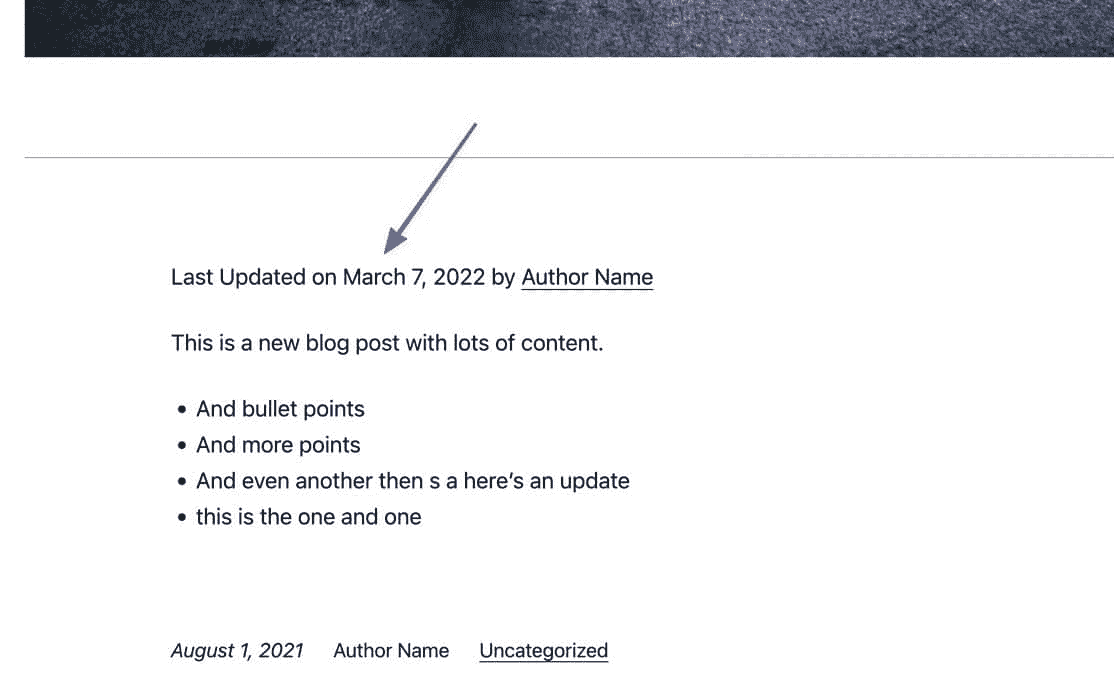 Last Updated on March 7, 2022 by Author Name
This is a new blog post with lots of content.
• And bullet points
• And more points
• And even another then s a here’s an update
• this is the one and one
August 1, 2021 Author Name Uncategorized